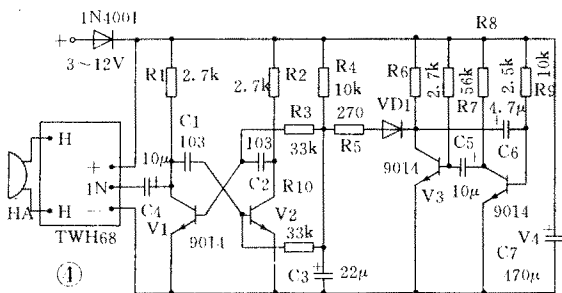 1N4001
+
3～12V
R1
2.7k
2.7k
R2
R4
10k
R3
33k
270
R5
VD1
R6
2.7k
R8
56k
R7
2.5k
10k
R9
4.7μ
C6
C1
103
103
C2
10μ
C4
H
+
1N
H
−
HA
TWH68
R10
V1
9014
V2
33k
C3
22μ
9014
V3
C5
10μ
9014
C7
V4
470μ
④